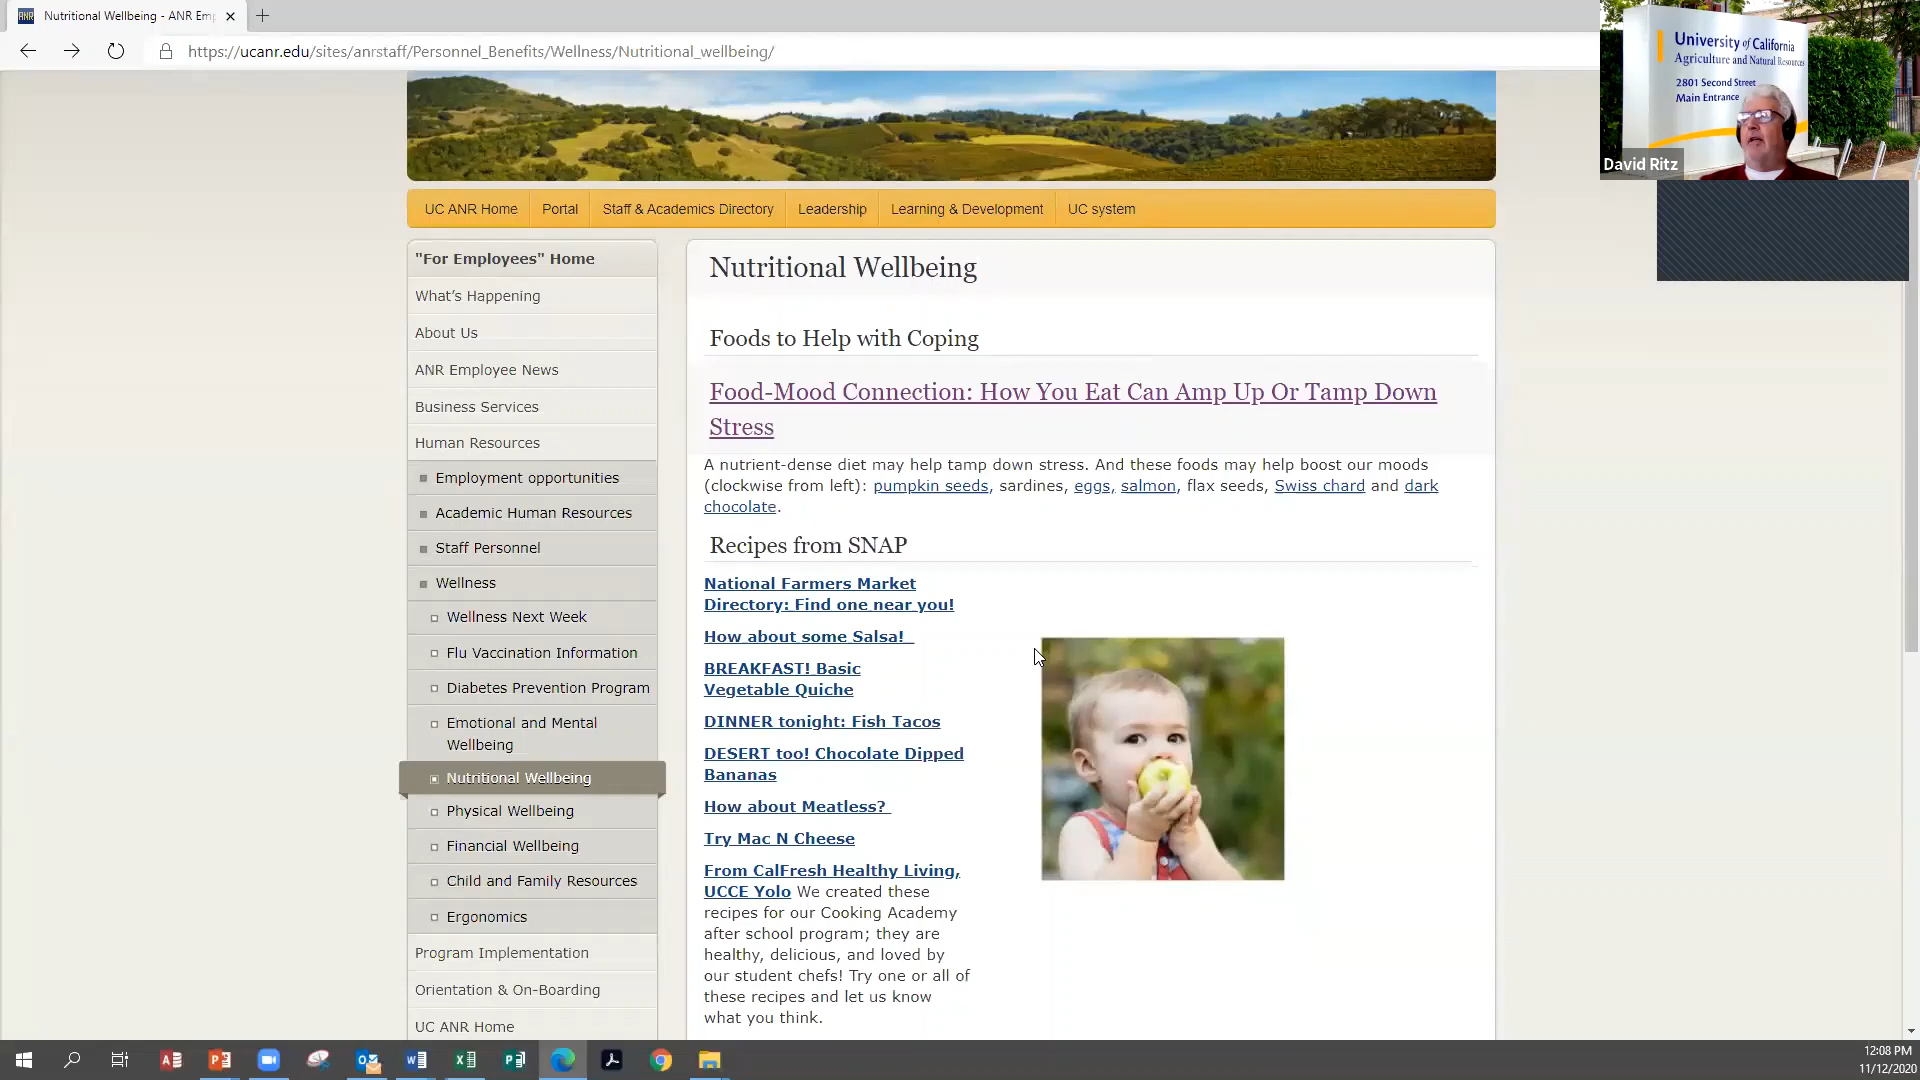 Nutritional Wellbeing - ANR Emp
https://ucanr.edu/sites/anrstaff/Personnel_Benefits/Wellness/Nutritional_wellbeing/
University of California
Agriculture and Natural Resources
2801 Second Street
Main Entrance
David Ritz
UC ANR Home
Portal
Staff & Academics Directory
Leadership
Learning & Development
UC system
"For Employees" Home
What's Happening
About Us
ANR Employee News
Business Services
Human Resources
Employment opportunities
Academic Human Resources
Staff Personnel
Wellness
Wellness Next Week
Flu Vaccination Information
Diabetes Prevention Program
Emotional and Mental
Wellbeing
Nutritional Wellbeing
Physical Wellbeing
Financial Wellbeing
Child and Family Resources
Ergonomics
Program Implementation
Orientation & On-Boarding
UC ANR Home
Nutritional Wellbeing
Foods to Help with Coping
Food-Mood Connection: How You Eat Can Amp Up Or Tamp Down
Stress
A nutrient-dense diet may help tamp down stress. And these foods may help boost our moods
(clockwise from left): pumpkin seeds, sardines, eggs, salmon, flax seeds, Swiss chard and dark
chocolate.
Recipes from SNAP
National Farmers Market
Directory: Find one near you!
How about some Salsa!
BREAKFAST! Basic
Vegetable Quiche
DINNER tonight: Fish Tacos
DESERT too! Chocolate Dipped
Bananas
How about Meatless?
Try Mac N Cheese
From CalFresh Healthy Living,
UCCE Yolo We created these
recipes for our Cooking Academy
after school program; they are
healthy, delicious, and loved by
our student chefs! Try one or all of
these recipes and let us know
what you think.
12:08 PM
11/12/2020